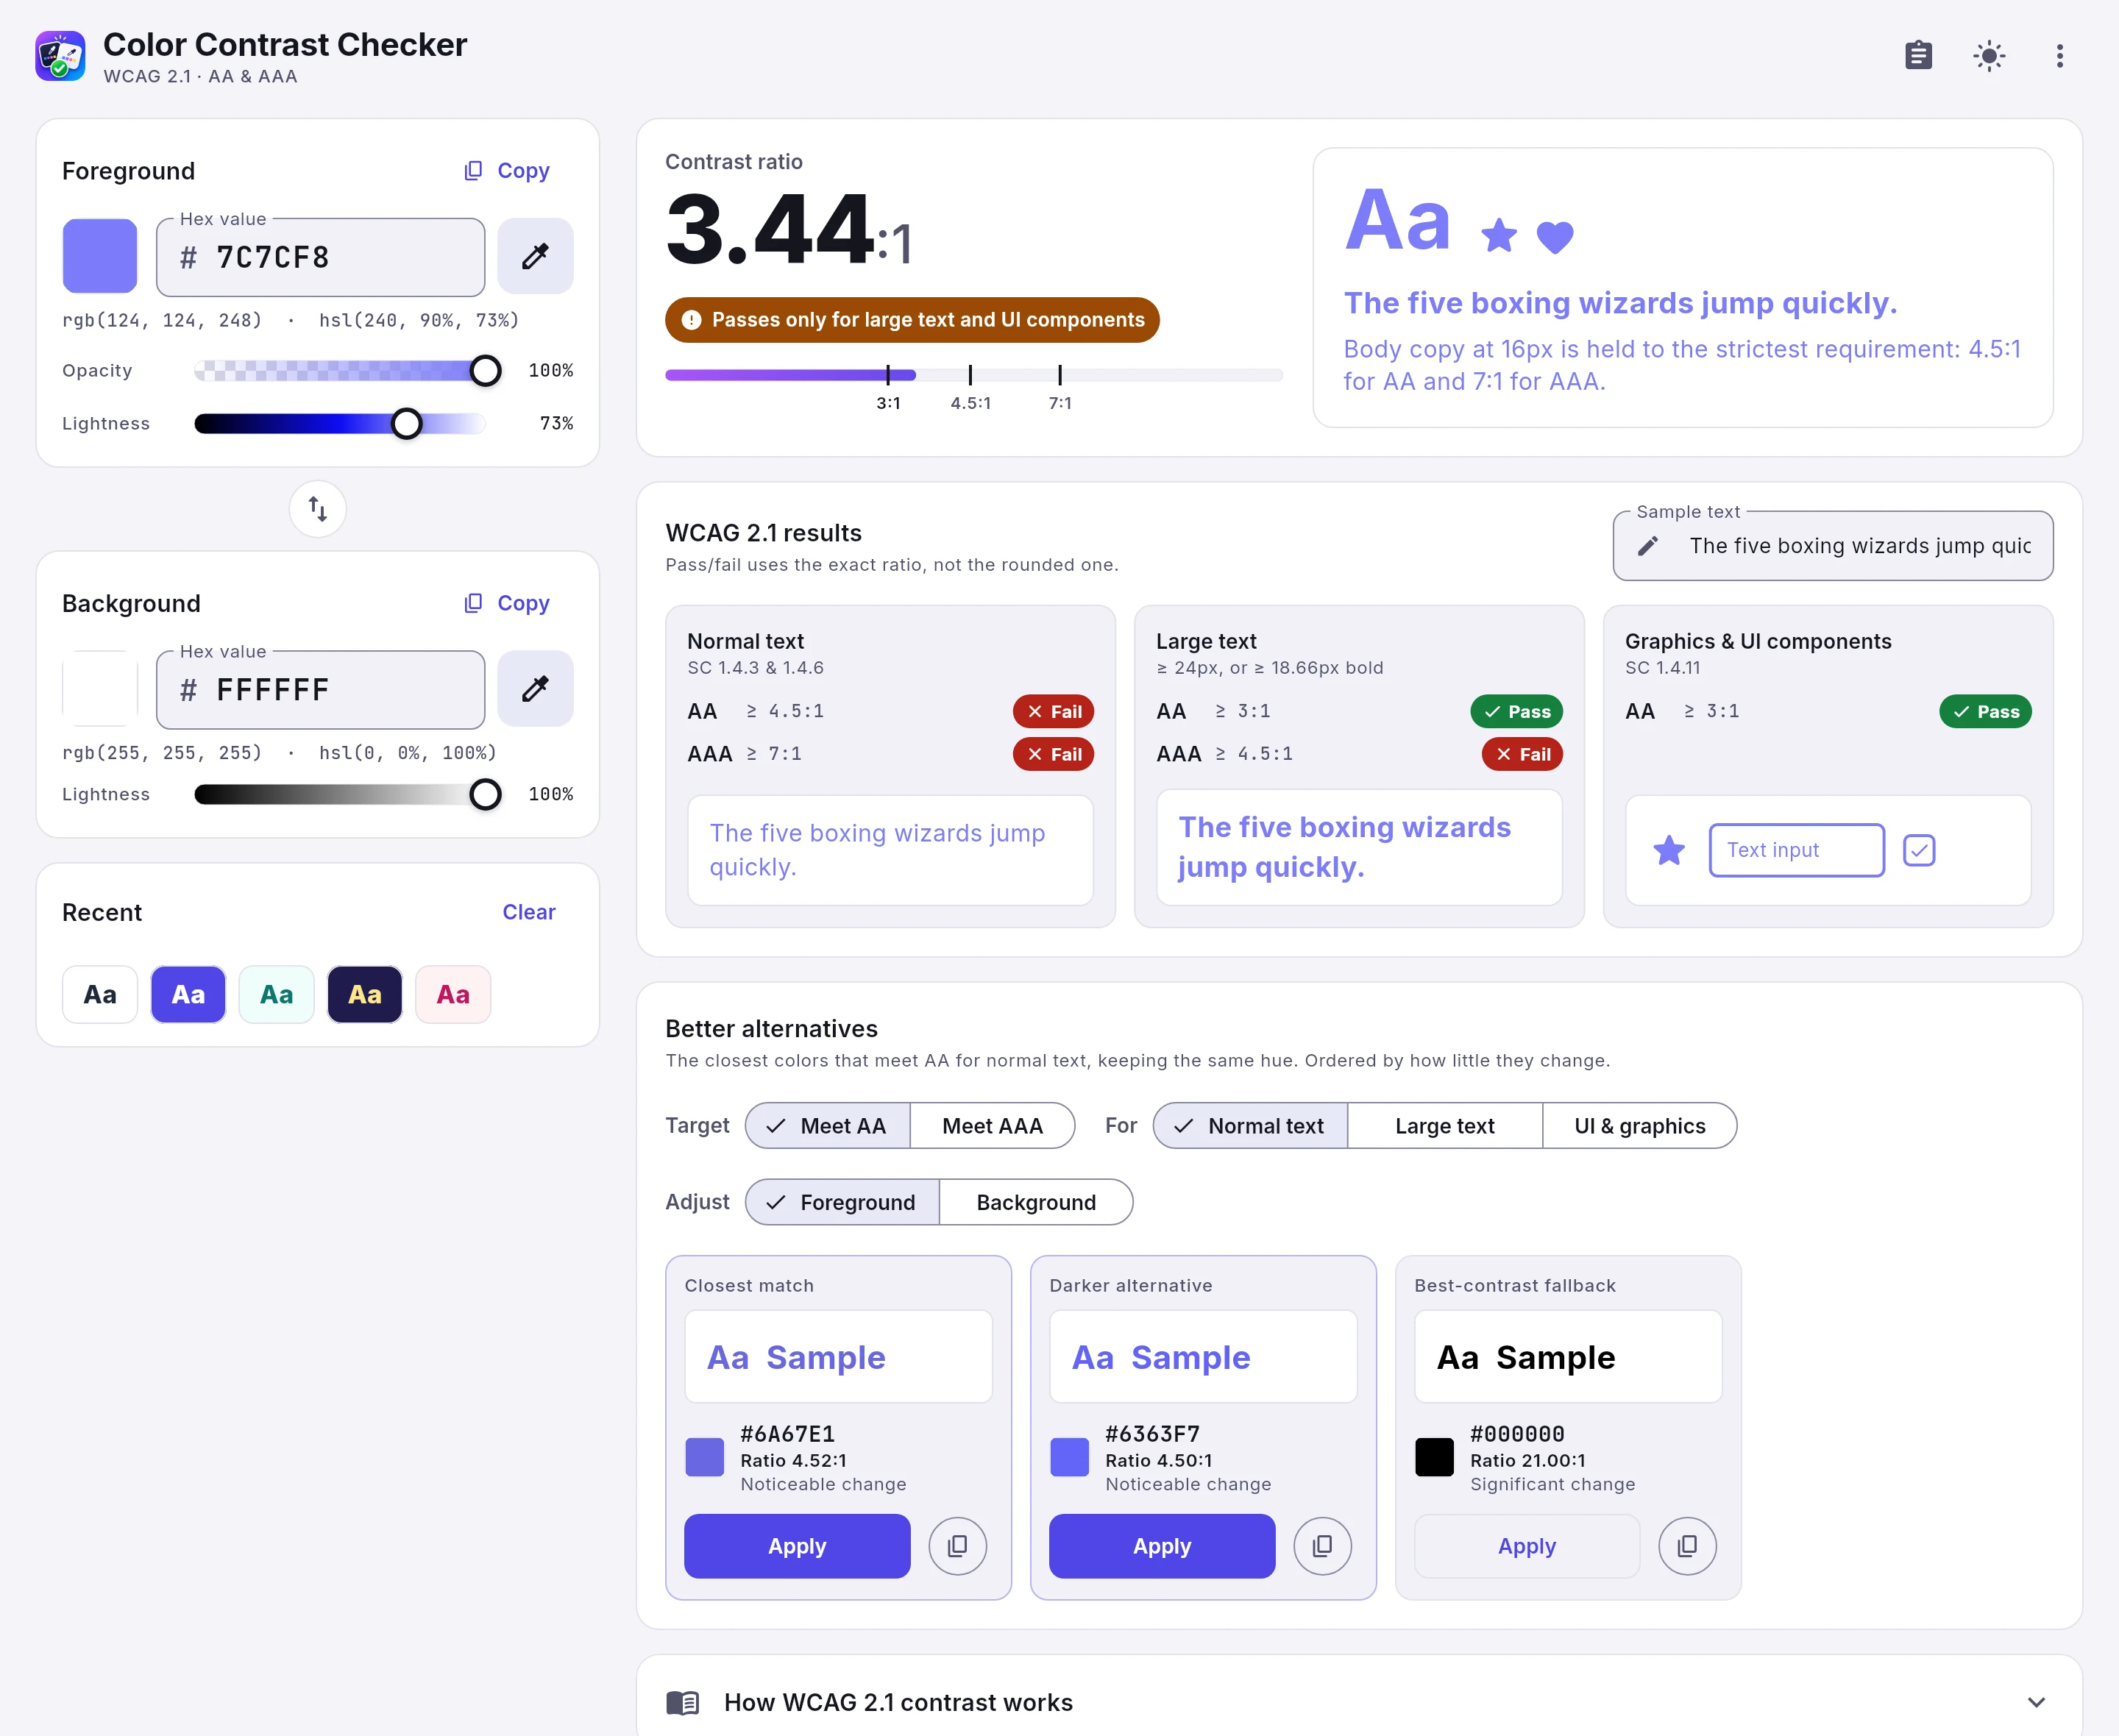 Color Contrast Checker
WCAG 2.1 · AA & AAA
Foreground
Copy
Hex value
# 7C7CF8
rgb(124, 124, 248) · hsl(240, 90%, 73%)
Opacity 100%
Lightness 73%
Background
Copy
Hex value
# FFFFFF
rgb(255, 255, 255) · hsl(0, 0%, 100%)
Lightness 100%
Recent
Clear
Aa Aa Aa Aa Aa
Contrast ratio
3.44:1
Passes only for large text and UI components
3:1 4.5:1 7:1
Aa
The five boxing wizards jump quickly.
Body copy at 16px is held to the strictest requirement: 4.5:1
for AA and 7:1 for AAA.
WCAG 2.1 results
Pass/fail uses the exact ratio, not the rounded one.
Sample text
The five boxing wizards jump quic
Normal text
SC 1.4.3 & 1.4.6
AA ≥ 4.5:1 Fail
AAA ≥ 7:1 Fail
The five boxing wizards jump
quickly.
Large text
≥ 24px, or ≥ 18.66px bold
AA ≥ 3:1 Pass
AAA ≥ 4.5:1 Fail
The five boxing wizards
jump quickly.
Graphics & UI components
SC 1.4.11
AA ≥ 3:1 Pass
Text input
Better alternatives
The closest colors that meet AA for normal text, keeping the same hue. Ordered by how little they change.
Target Meet AA Meet AAA For Normal text Large text UI & graphics
Adjust Foreground Background
Closest match
Aa Sample
#6A67E1
Ratio 4.52:1
Noticeable change
Apply
Darker alternative
Aa Sample
#6363F7
Ratio 4.50:1
Noticeable change
Apply
Best-contrast fallback
Aa Sample
#000000
Ratio 21.00:1
Significant change
Apply
How WCAG 2.1 contrast works